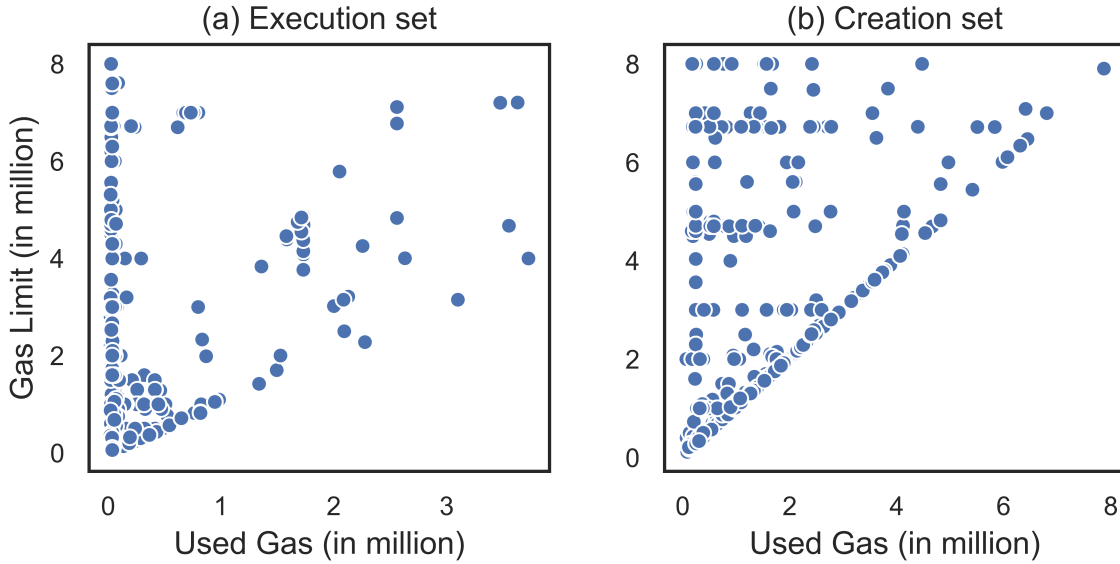 (a) Execution set
(b) Creation set
Gas Limit (in million)
8
6
4
2
0
0 1 2 3
Used Gas (in million)
8
6
4
2
0
0 2 4 6 8
Used Gas (in million)